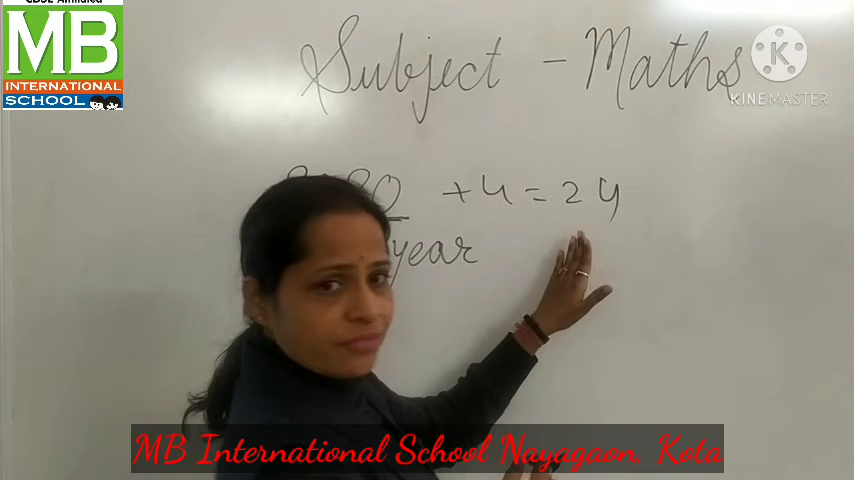 CBSE Affiliated
MB
INTERNATIONAL
SCHOOL
Subject - Maths
KINEMASTER
+4=24
year
MB International School Nayagaon, Kota